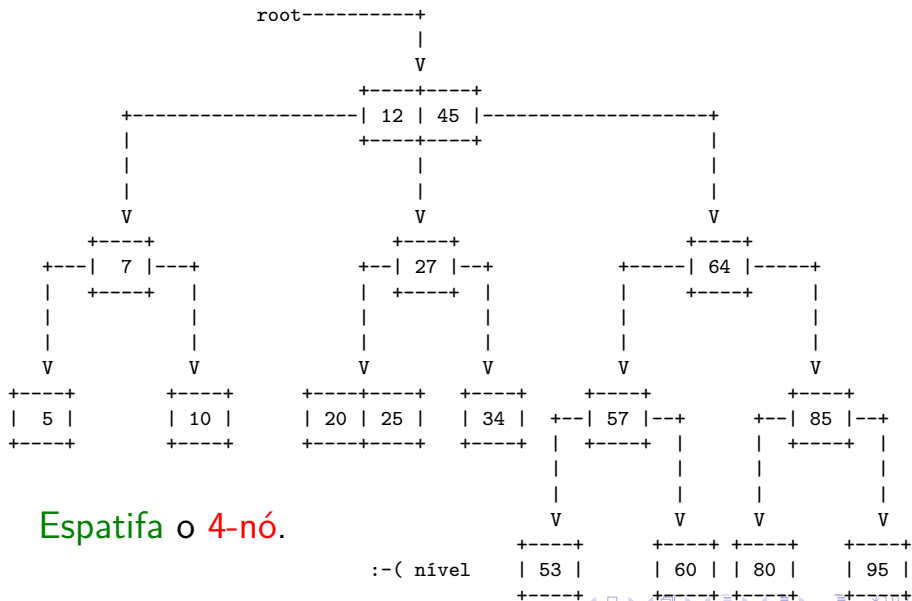 root----------+
|
V
+----+----+
+--------------------| 12 | 45 |--------------------+
| +----+----+ |
| | |
| | |
V V V
+----+ +----+ +----+
+---| 7 |---+ +--| 27 |--+ +-----| 64 |-----+
| +----+ | | +----+ | | +----+ |
| | | | | |
| | | | | |
V V V V V V
+----+ +----+ +----+----+ +----+ +----+ +----+
| 5 | | 10 | | 20 | 25 | | 34 | +--| 57 |--+ +--| 85 |--+
+----+ +----+ +----+----+ +----+ | +----+ | | +----+ |
| | | |
| | | |
V V V V
Espatifa o 4-nó.
+----+ +----+ +----+ +----+
:-( nível | 53 | | 60 | | 80 | | 95 |
+----+ +----+ +----+ +----+